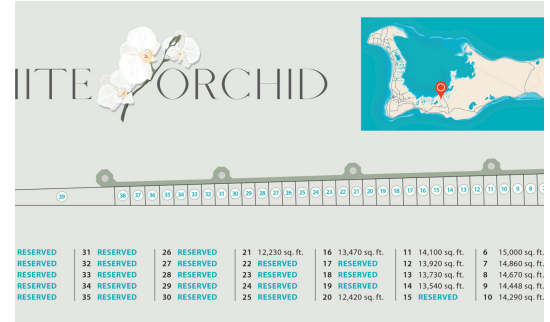 ITE ORCHID
39 38 37 36 35 34 33 32 31 30 29 28 27 26 25 24 23 22 21 20 19 18 17 16 15 14 13 12 11 10 9 8
RESERVED 31 RESERVED 26 RESERVED 21 12,230 sq. ft. 16 13,470 sq. ft. 11 14,100 sq. ft. 6 15,000 sq. ft.
RESERVED 32 RESERVED 27 RESERVED 22 RESERVED 17 RESERVED 12 13,920 sq. ft. 7 14,860 sq. ft.
RESERVED 33 RESERVED 28 RESERVED 23 RESERVED 18 RESERVED 13 13,730 sq. ft. 8 14,670 sq. ft.
RESERVED 34 RESERVED 29 RESERVED 24 RESERVED 19 RESERVED 14 13,540 sq. ft. 9 14,448 sq. ft.
RESERVED 35 RESERVED 30 RESERVED 25 RESERVED 20 12,420 sq. ft. 15 RESERVED 10 14,290 sq. ft.